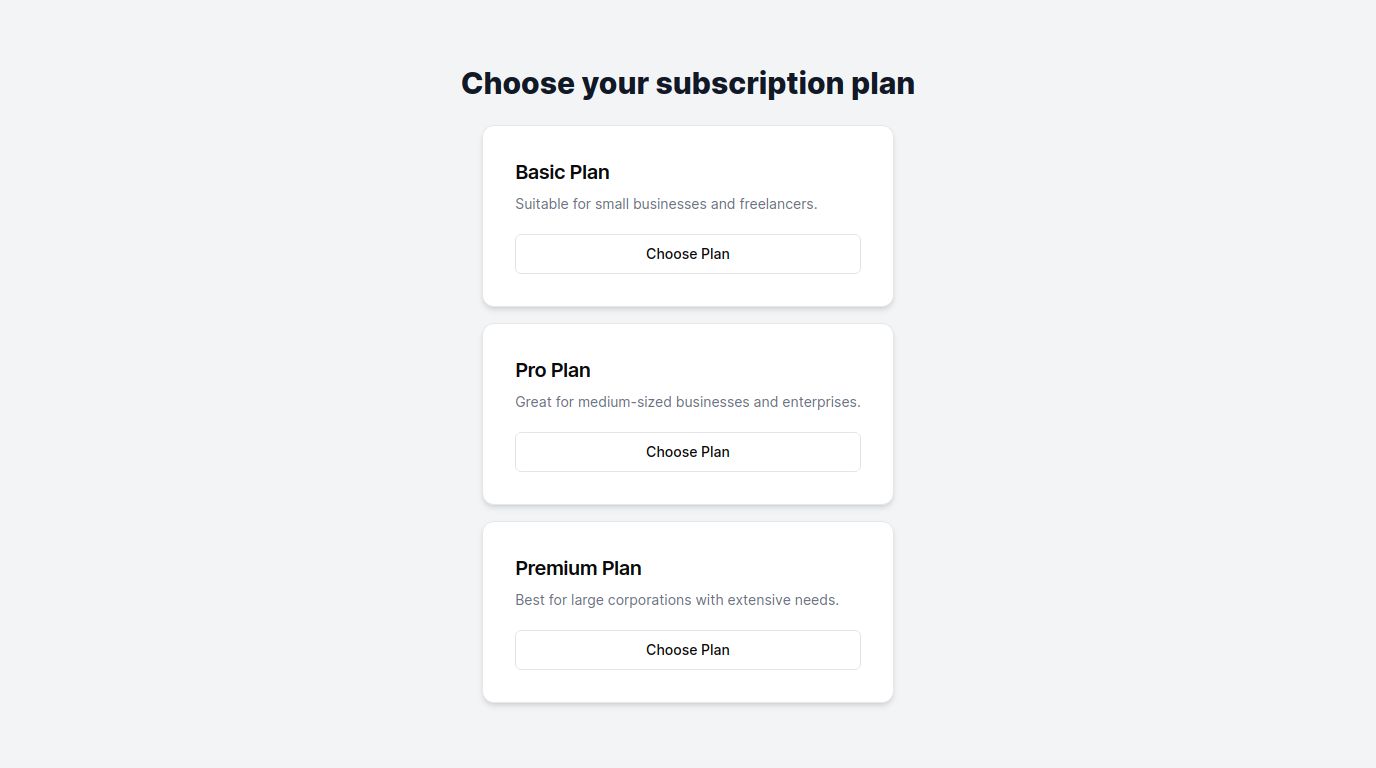 Choose your subscription plan
Basic Plan
Suitable for small businesses and freelancers.
Choose Plan
Pro Plan
Great for medium-sized businesses and enterprises.
Choose Plan
Premium Plan
Best for large corporations with extensive needs.
Choose Plan